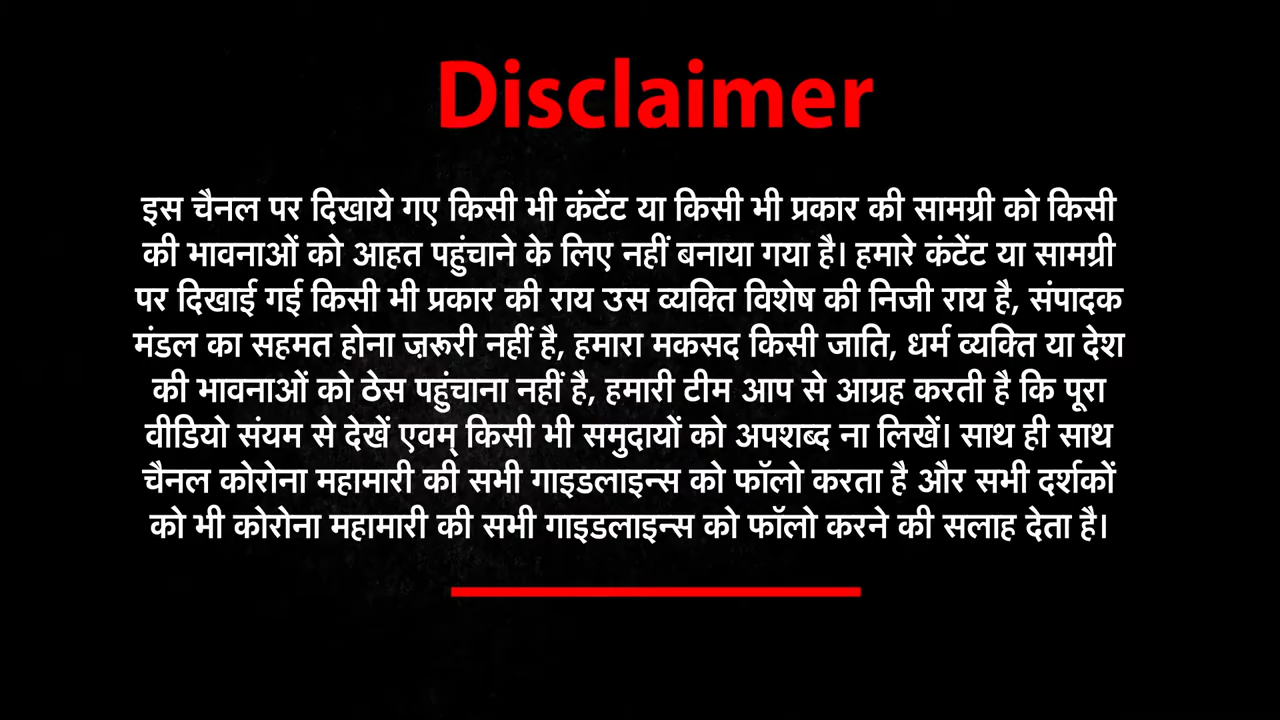 Disclaimer
इस चैनल पर दिखाये गए किसी भी कंटेंट या किसी भी प्रकार की सामग्री को किसी
की भावनाओं को आहत पहुंचाने के लिए नहीं बनाया गया है। हमारे कंटेंट या सामग्री
पर दिखाई गई किसी भी प्रकार की राय उस व्यक्ति विशेष की निजी राय है, संपादक
मंडल का सहमत होना ज़रूरी नहीं है, हमारा मकसद किसी जाति, धर्म व्यक्ति या देश
की भावनाओं को ठेस पहुंचाना नहीं है, हमारी टीम आप से आग्रह करती है कि पूरा
वीडियो संयम से देखें एवम् किसी भी समुदायों को अपशब्द ना लिखें। साथ ही साथ
चैनल कोरोना महामारी की सभी गाइडलाइन्स को फॉलो करता है और सभी दर्शकों
को भी कोरोना महामारी की सभी गाइडलाइन्स को फॉलो करने की सलाह देता है।